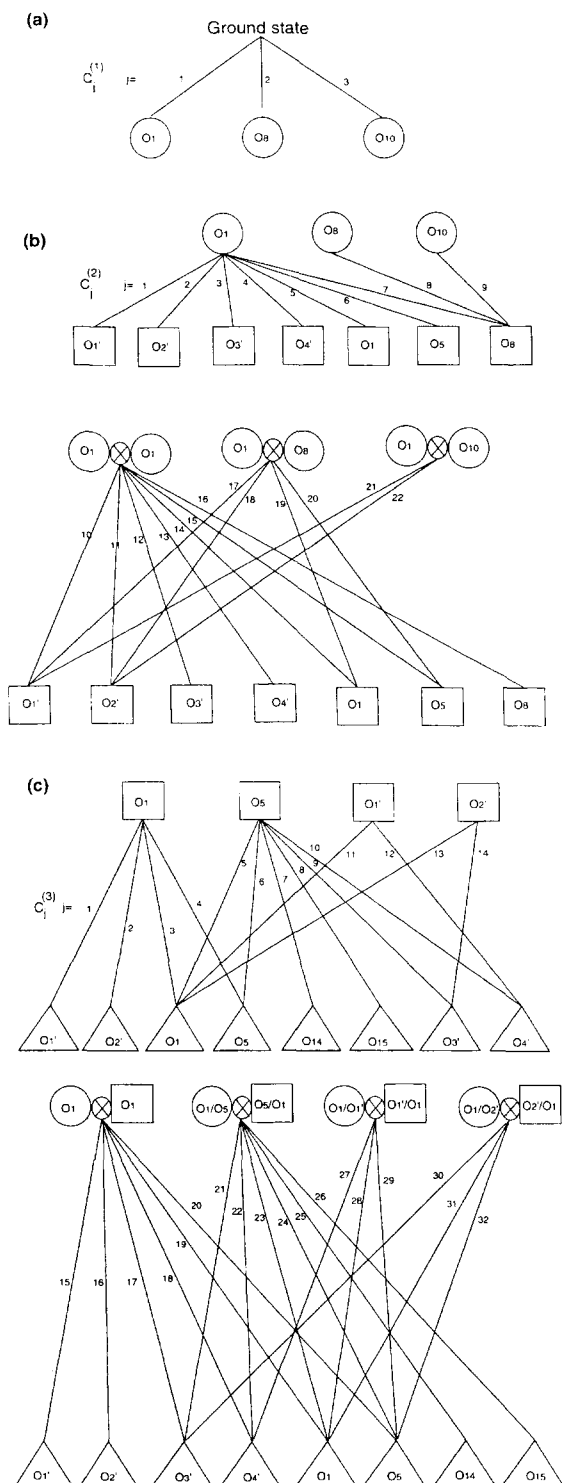 (a)
Ground state
C j (1) j= 1 2 3
O1 O8 O10
(b)
O1 O8 O10
C j (2) j= 1 2 3 4 5 6 7 8 9
O1' O2' O3' O4' O1 O5 O8
O1 ⊗ O1 O1 ⊗ O8 O1 ⊗ O10
10 11 12 13 14 15 16 17 18 19 20 21 22
O1' O2' O3' O4' O1 O5 O8
(c)
O1 O5 O1' O2'
C j (3) j= 1 2 3 4 5 6 7 8 9 10 11 12 13 14
O1' O2' O1 O5 O14 O15 O3' O4'
O1 ⊗ O1 O1/O5 ⊗ O5/O1 O1/O1' ⊗ O1'/O1 O1/O2' ⊗ O2'/O1
15 16 17 18 19 20 21 22 23 24 25 26 27 28 29 30 31 32
O1' O2' O3' O4' O1 O5 O14 O15